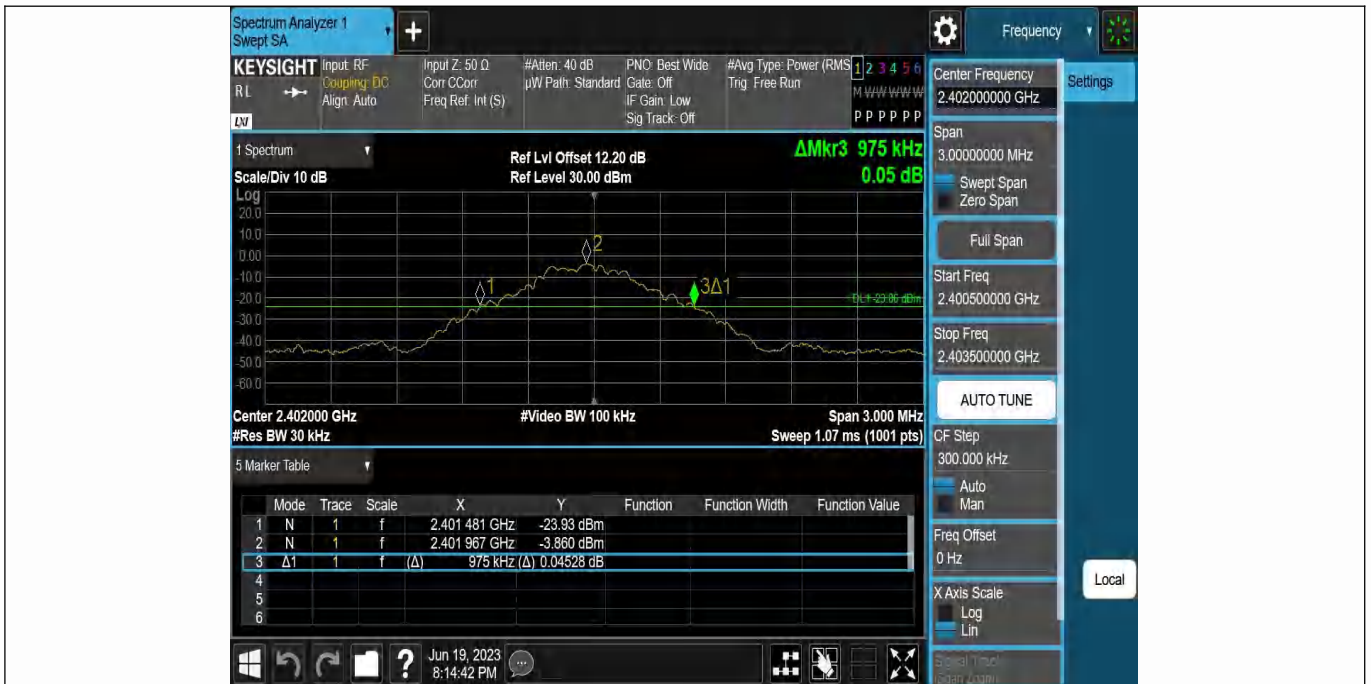 Spectrum Analyzer 1
Swept SA
+
Frequency
KEYSIGHT
RL
LXI
Input: RF
Coupling: DC
Align: Auto
Input Z: 50 Ω
Corr CCorr
Freq Ref: Int (S)
#Atten: 40 dB
µW Path: Standard
PNO: Best Wide
Gate: Off
IF Gain: Low
Sig Track: Off
#Avg Type: Power (RMS
Trig: Free Run
1 2 3 4 5 6
M W W W W W
P P P P P P
1 Spectrum
Scale/Div 10 dB
Ref Lvl Offset 12.20 dB
Ref Level 30.00 dBm
ΔMkr3 975 kHz
0.05 dB
Log
20.0
10.0
0.00
-10.0
-20.0
-30.0
-40.0
-50.0
-60.0
1
2
3Δ1
Center 2.402000 GHz
#Video BW 100 kHz
Span 3.000 MHz
#Res BW 30 kHz
Sweep 1.07 ms (1001 pts)
5 Marker Table
Mode Trace Scale X Y Function Function Width Function Value
1 N 1 f 2.401 481 GHz -23.93 dBm
2 N 1 f 2.401 967 GHz -3.860 dBm
3 Δ1 1 f (Δ) 975 kHz (Δ) 0.04528 dB
4
5
6
?
Jun 19, 2023
8:14:42 PM
Center Frequency
2.402000000 GHz
Settings
Span
3.00000000 MHz
Swept Span
Zero Span
Full Span
Start Freq
2.400500000 GHz
Stop Freq
2.403500000 GHz
AUTO TUNE
CF Step
300.000 kHz
Auto
Man
Freq Offset
0 Hz
X Axis Scale
Log
Lin
Local
Signal Track
(Span Zoom)